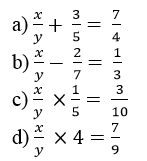 a) x/y + 3/5 = 7/4
b) x/y − 2/7 = 1/3
c) x/y × 1/5 = 3/10
d) x/y × 4 = 7/9